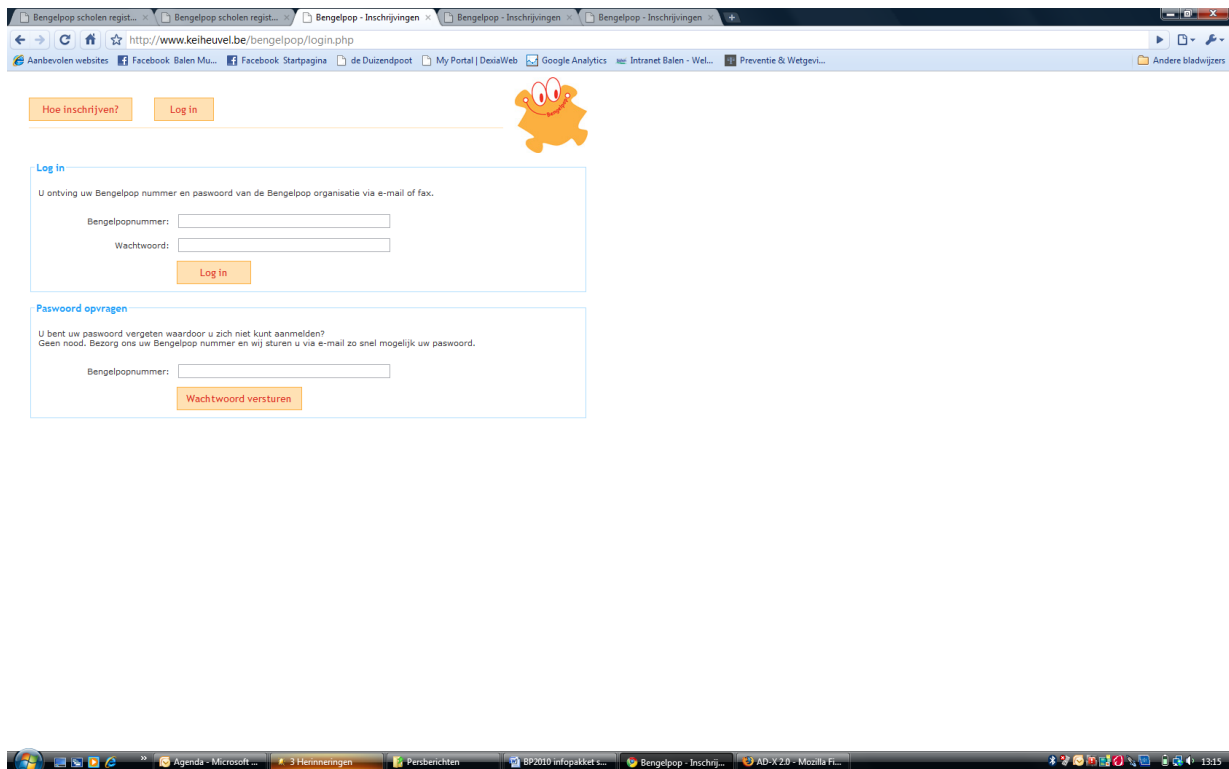 Bengelpop scholen regist...
Bengelpop scholen regist...
Bengelpop - Inschrijvingen
Bengelpop - Inschrijvingen
Bengelpop - Inschrijvingen
http://www.keiheuvel.be/bengelpop/login.php
Aanbevolen websites
Facebook Balen Mu...
Facebook Startpagina
de Duizendpoot
My Portal | DexiaWeb
Google Analytics
Intranet Balen - Wel...
Preventie & Wetgevi...
Andere bladwijzers
Hoe inschrijven?
Log in
Bengelpop
Log in
U ontving uw Bengelpop nummer en paswoord van de Bengelpop organisatie via e-mail of fax.
Bengelpopnummer:
Wachtwoord:
Log in
Paswoord opvragen
U bent uw paswoord vergeten waardoor u zich niet kunt aanmelden?
Geen nood. Bezorg ons uw Bengelpop nummer en wij sturen u via e-mail zo snel mogelijk uw paswoord.
Bengelpopnummer:
Wachtwoord versturen
Agenda - Microsoft ...
3 Herinneringen
Persberichten
BP2010 infopakket s...
Bengelpop - Inschrij...
AD-X 2.0 - Mozilla Fi...
13:15